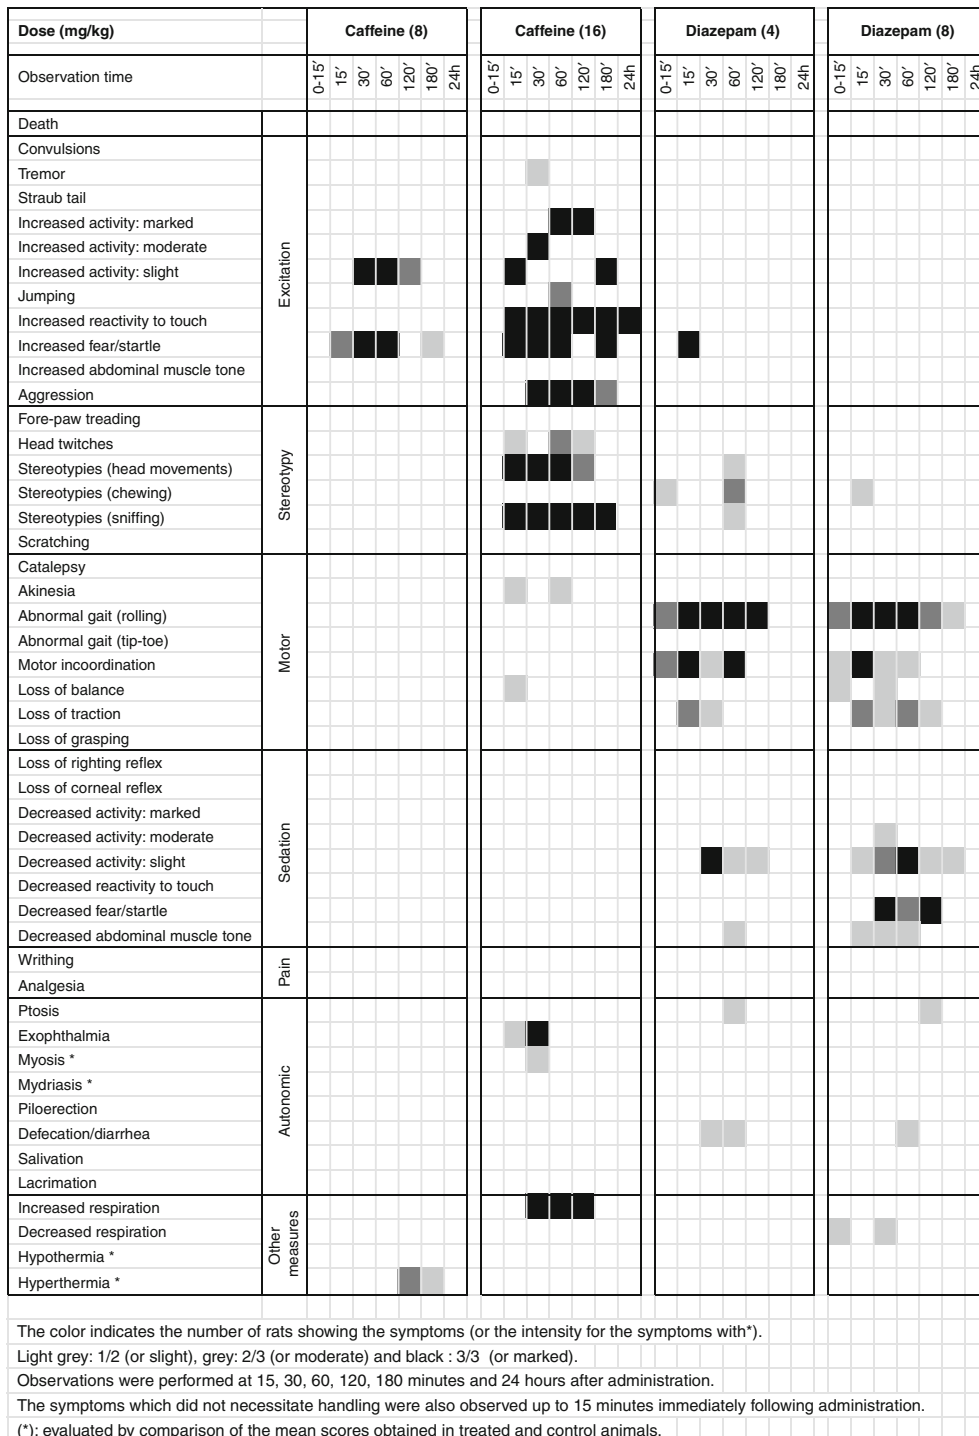 Dose (mg/kg) Caffeine (8) Caffeine (16) Diazepam (4) Diazepam (8)
Observation time 0-15′ 15′ 30′ 60′ 120′ 180′ 24h 0-15′ 15′ 30′ 60′ 120′ 180′ 24h 0-15′ 15′ 30′ 60′ 120′ 180′ 24h 0-15′ 15′ 30′ 60′ 120′ 180′ 24h
Death
Excitation
Convulsions
Tremor
Straub tail
Increased activity: marked
Increased activity: moderate
Increased activity: slight
Jumping
Increased reactivity to touch
Increased fear/startle
Increased abdominal muscle tone
Aggression
Stereotypy
Fore-paw treading
Head twitches
Stereotypies (head movements)
Stereotypies (chewing)
Stereotypies (sniffing)
Scratching
Motor
Catalepsy
Akinesia
Abnormal gait (rolling)
Abnormal gait (tip-toe)
Motor incoordination
Loss of balance
Loss of traction
Loss of grasping
Sedation
Loss of righting reflex
Loss of corneal reflex
Decreased activity: marked
Decreased activity: moderate
Decreased activity: slight
Decreased reactivity to touch
Decreased fear/startle
Decreased abdominal muscle tone
Pain
Writhing
Analgesia
Autonomic
Ptosis
Exophthalmia
Myosis *
Mydriasis *
Piloerection
Defecation/diarrhea
Salivation
Lacrimation
Other measures
Increased respiration
Decreased respiration
Hypothermia *
Hyperthermia *
The color indicates the number of rats showing the symptoms (or the intensity for the symptoms with*).
Light grey: 1/2 (or slight), grey: 2/3 (or moderate) and black : 3/3 (or marked).
Observations were performed at 15, 30, 60, 120, 180 minutes and 24 hours after administration.
The symptoms which did not necessitate handling were also observed up to 15 minutes immediately following administration.
(*): evaluated by comparison of the mean scores obtained in treated and control animals.